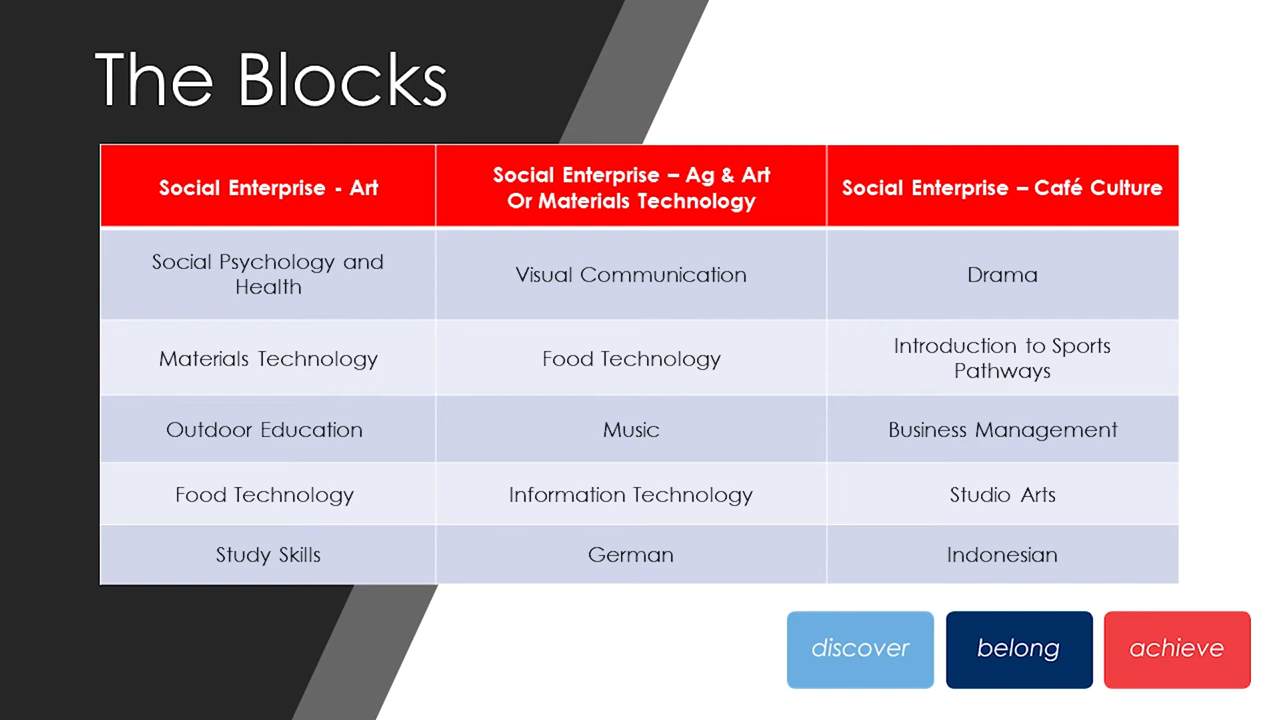 The Blocks
Social Enterprise - Art
Social Enterprise – Ag & Art
Or Materials Technology
Social Enterprise – Café Culture
Social Psychology and
Health
Visual Communication
Drama
Materials Technology
Food Technology
Introduction to Sports
Pathways
Outdoor Education
Music
Business Management
Food Technology
Information Technology
Studio Arts
Study Skills
German
Indonesian
discover
belong
achieve